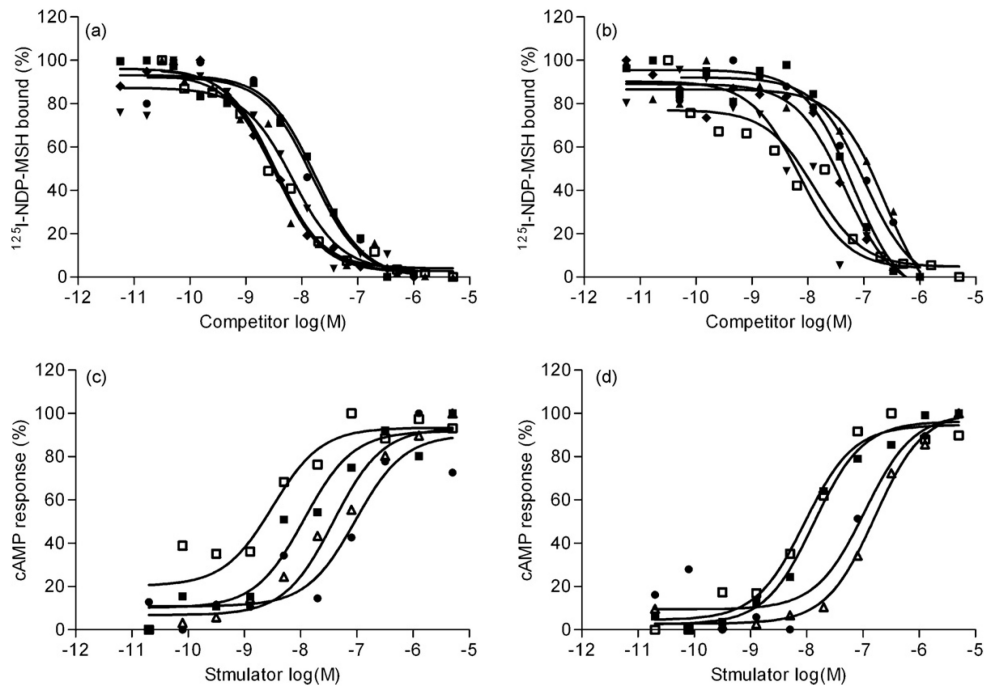 (a)
120
100
80
60
40
20
0
¹²⁵I-NDP-MSH bound (%)
-12 -11 -10 -9 -8 -7 -6 -5
Competitor log(M)
(b)
120
100
80
60
40
20
0
¹²⁵I-NDP-MSH bound (%)
-12 -11 -10 -9 -8 -7 -6 -5
Competitor log(M)
(c)
120
100
80
60
40
20
0
cAMP response (%)
-12 -11 -10 -9 -8 -7 -6 -5
Stmulator log(M)
(d)
120
100
80
60
40
20
0
cAMP response (%)
-12 -11 -10 -9 -8 -7 -6 -5
Stmulator log(M)